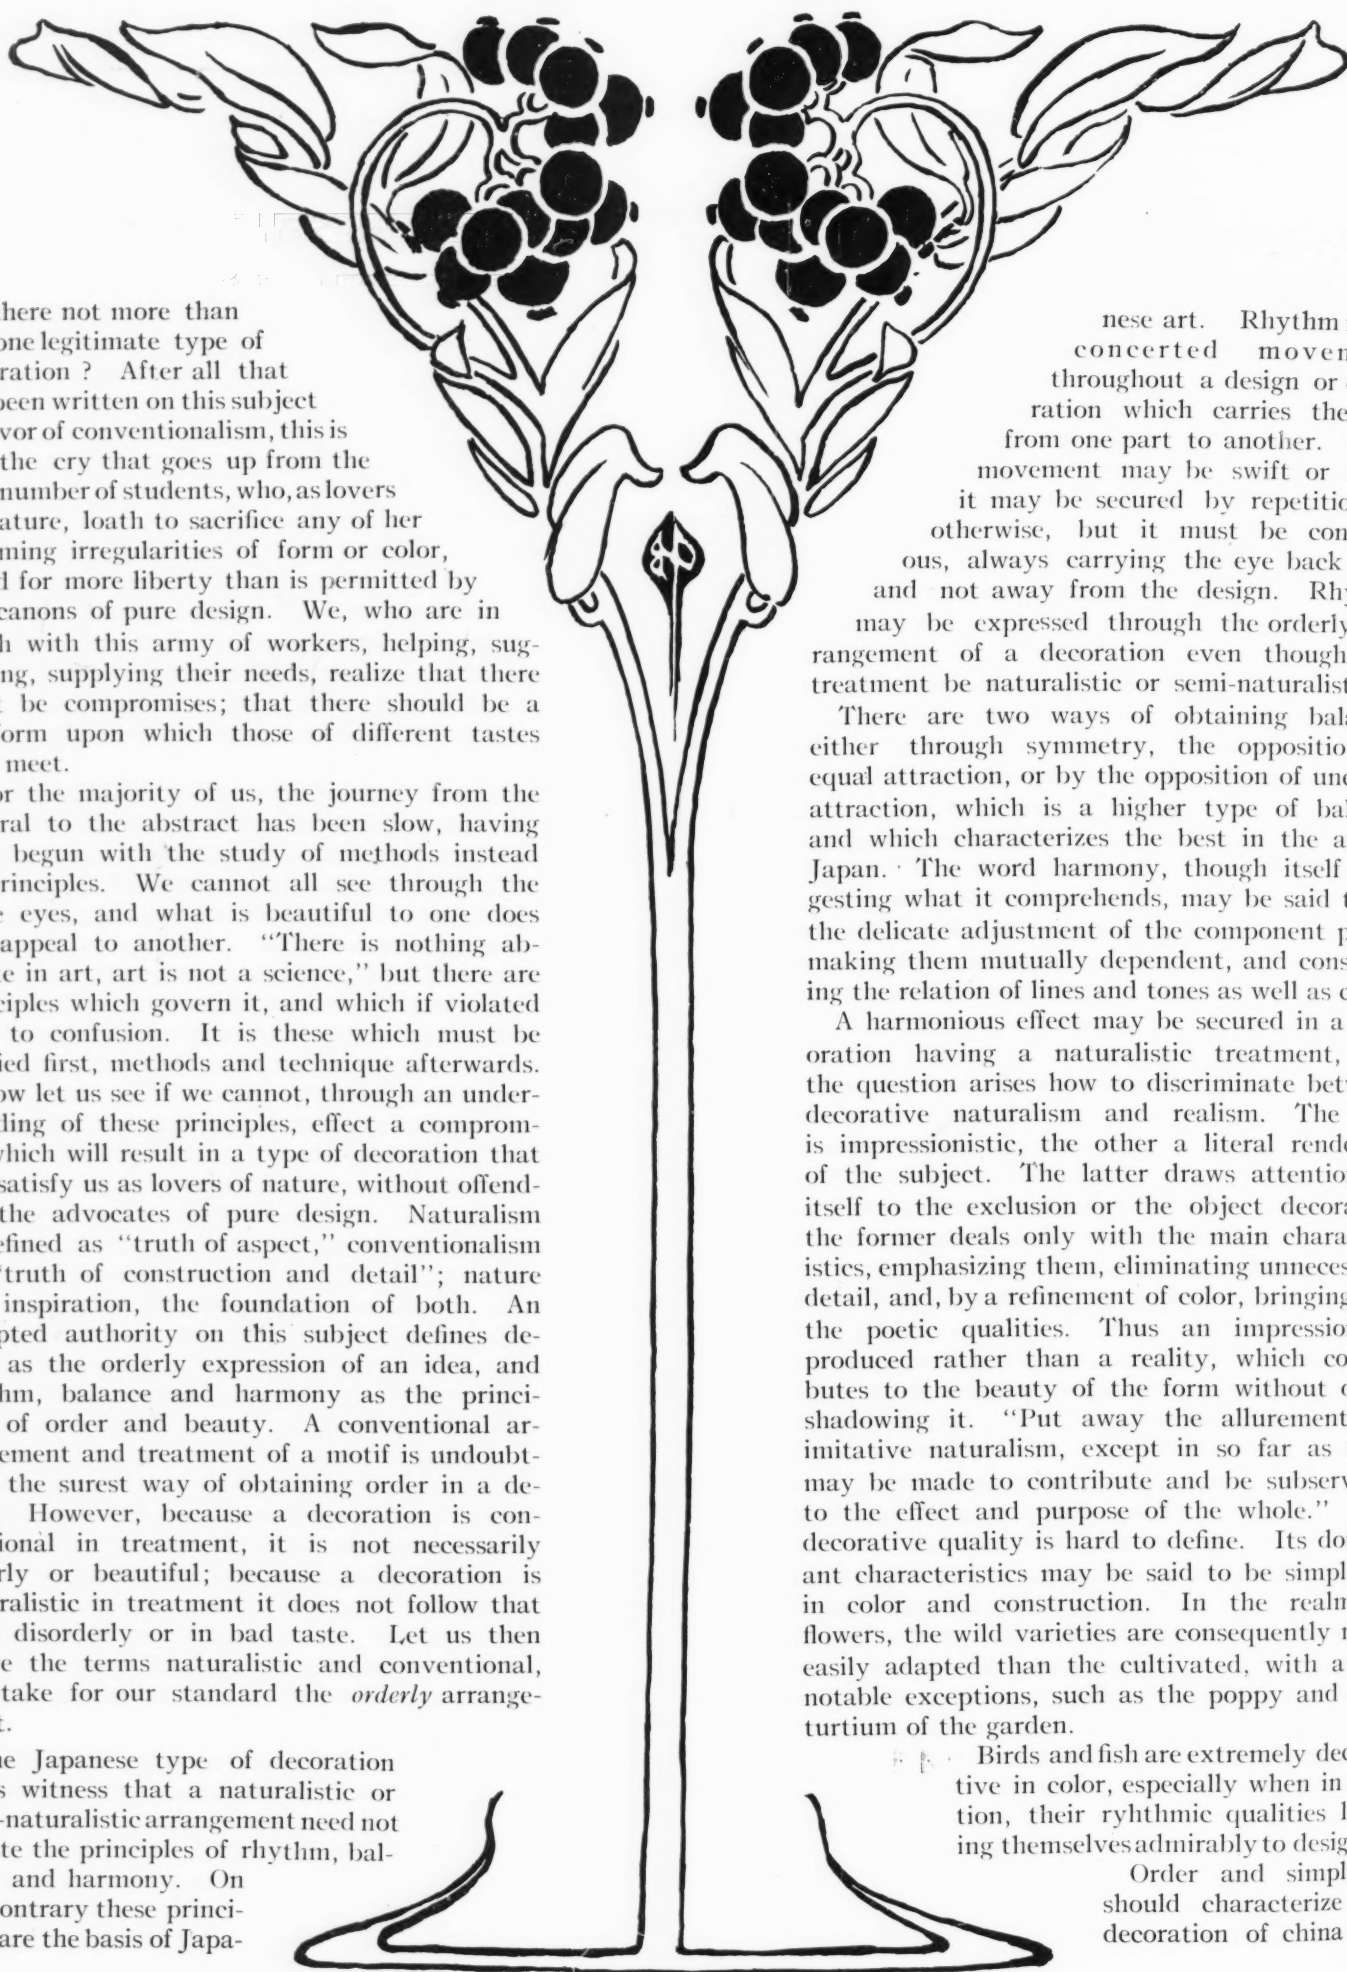 here not more than
one legitimate type of
ration ? After all that
been written on this subject
vor of conventionalism, this is
the cry that goes up from the
number of students, who, as lovers
ature, loath to sacrifice any of her
ming irregularities of form or color,
d for more liberty than is permitted by
canons of pure design. We, who are in
h with this army of workers, helping, sug-
ng, supplying their needs, realize that there
be compromises; that there should be a
orm upon which those of different tastes
meet.
or the majority of us, the journey from the
ral to the abstract has been slow, having
begun with the study of methods instead
rinciples. We cannot all see through the
e eyes, and what is beautiful to one does
appeal to another. "There is nothing ab-
e in art, art is not a science," but there are
ciples which govern it, and which if violated
to confusion. It is these which must be
ied first, methods and technique afterwards.
ow let us see if we cannot, through an under-
ding of these principles, effect a comprom-
which will result in a type of decoration that
satisfy us as lovers of nature, without offend-
the advocates of pure design. Naturalism
efined as "truth of aspect," conventionalism
"truth of construction and detail"; nature
inspiration, the foundation of both. An
pted authority on this subject defines de-
as the orderly expression of an idea, and
hm, balance and harmony as the princi-
of order and beauty. A conventional ar-
ement and treatment of a motif is undoubt-
the surest way of obtaining order in a de-
However, because a decoration is con-
ional in treatment, it is not necessarily
rly or beautiful; because a decoration is
ralistic in treatment it does not follow that
disorderly or in bad taste. Let us then
e the terms naturalistic and conventional,
take for our standard the orderly arrange-
t.
he Japanese type of decoration
s witness that a naturalistic or
-naturalistic arrangement need not
te the principles of rhythm, bal-
and harmony. On
ontrary these princi-
are the basis of Japa-
nese art. Rhythm
concerted movem
throughout a design or
ration which carries the
from one part to another.
movement may be swift or
it may be secured by repetitio
otherwise, but it must be con
ous, always carrying the eye back
and not away from the design. Rhy
may be expressed through the orderly
rangement of a decoration even though
treatment be naturalistic or semi-naturalist
There are two ways of obtaining bala
either through symmetry, the oppositio
equal attraction, or by the opposition of une
attraction, which is a higher type of bal
and which characterizes the best in the a
Japan. The word harmony, though itself
gesting what it comprehends, may be said t
the delicate adjustment of the component p
making them mutually dependent, and cons
ing the relation of lines and tones as well as c
A harmonious effect may be secured in a
oration having a naturalistic treatment,
the question arises how to discriminate betw
decorative naturalism and realism. The
is impressionistic, the other a literal rende
of the subject. The latter draws attention
itself to the exclusion or the object decora
the former deals only with the main chara
istics, emphasizing them, eliminating unneces
detail, and, by a refinement of color, bringing
the poetic qualities. Thus an impression
produced rather than a reality, which co
butes to the beauty of the form without o
shadowing it. "Put away the allurement
imitative naturalism, except in so far as
may be made to contribute and be subserv
to the effect and purpose of the whole."
decorative quality is hard to define. Its do
ant characteristics may be said to be simpl
in color and construction. In the realm
flowers, the wild varieties are consequently m
easily adapted than the cultivated, with a
notable exceptions, such as the poppy and
turtium of the garden.
Birds and fish are extremely dec
tive in color, especially when in
tion, their ryhthmic qualities l
ing themselves admirably to desig
Order and simpl
should characterize
decoration of china